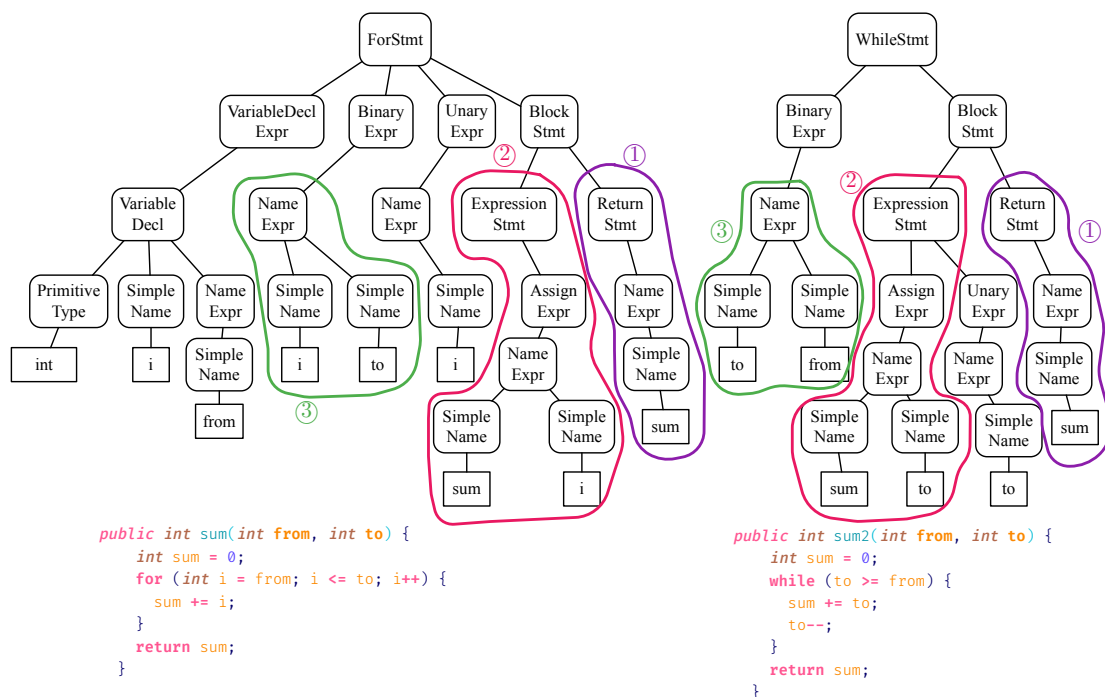 ForStmt
WhileStmt
VariableDecl
Expr
Binary
Expr
Unary
Expr
Block
Stmt
Binary
Expr
Block
Stmt
②
①
②
①
③
Variable
Decl
Name
Expr
Name
Expr
Expression
Stmt
Return
Stmt
Name
Expr
Expression
Stmt
Return
Stmt
Primitive
Type
Simple
Name
Name
Expr
Simple
Name
Simple
Name
Simple
Name
Assign
Expr
Name
Expr
Simple
Name
Simple
Name
Assign
Expr
Unary
Expr
Name
Expr
int
i
Simple
Name
i
to
i
Name
Expr
Simple
Name
to
from
Name
Expr
Name
Expr
Simple
Name
③
from
Simple
Name
Simple
Name
sum
Simple
Name
Simple
Name
Simple
Name
sum
sum
i
sum
to
to
public int sum(int from, int to) {
int sum = 0;
for (int i = from; i <= to; i++) {
sum += i;
}
return sum;
}
public int sum2(int from, int to) {
int sum = 0;
while (to >= from) {
sum += to;
to--;
}
return sum;
}